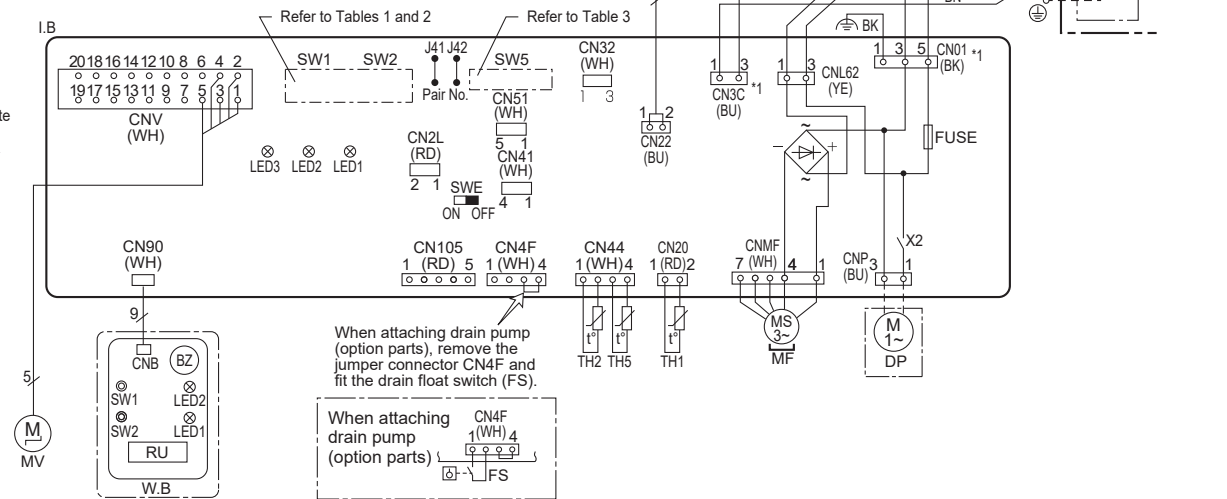 Refer to Tables 1 and 2
Refer to Table 3
BK
I.B
20 18 16 14 12 10 8 6 4 2
19 17 15 13 11 9 7 5 3 1
CNV
(WH)
SW1 SW2
J41 J42
Pair No.
SW5
CN32
(WH)
1 3
CN51
(WH)
5 1
CN41
(WH)
4 1
CN2L
(RD)
2 1
SWE
ON OFF
LED3 LED2 LED1
1 2
CN22
(BU)
1 3
CN3C *1
(BU)
1 3
CNL62
(YE)
1 3 5 CN01 *1
(BK)
FUSE
~
− +
~
X2
CN90
(WH)
CN105
1 (RD) 5
CN4F
1 (WH) 4
CN44
1 (WH) 4
CN20
1 (RD) 2
CNMF
7 (WH) 4 1
CNP 3 1
(BU)
t° t° t°
TH2 TH5 TH1
MS
3~
MF
M
1~
DP
When attaching drain pump
(option parts), remove the
jumper connector CN4F and
fit the drain float switch (FS).
When attaching
drain pump
(option parts)
CN4F
1 (WH) 4
FS
9
CNB
BZ
SW1 LED2
SW2 LED1
RU
W.B
5
M
MV